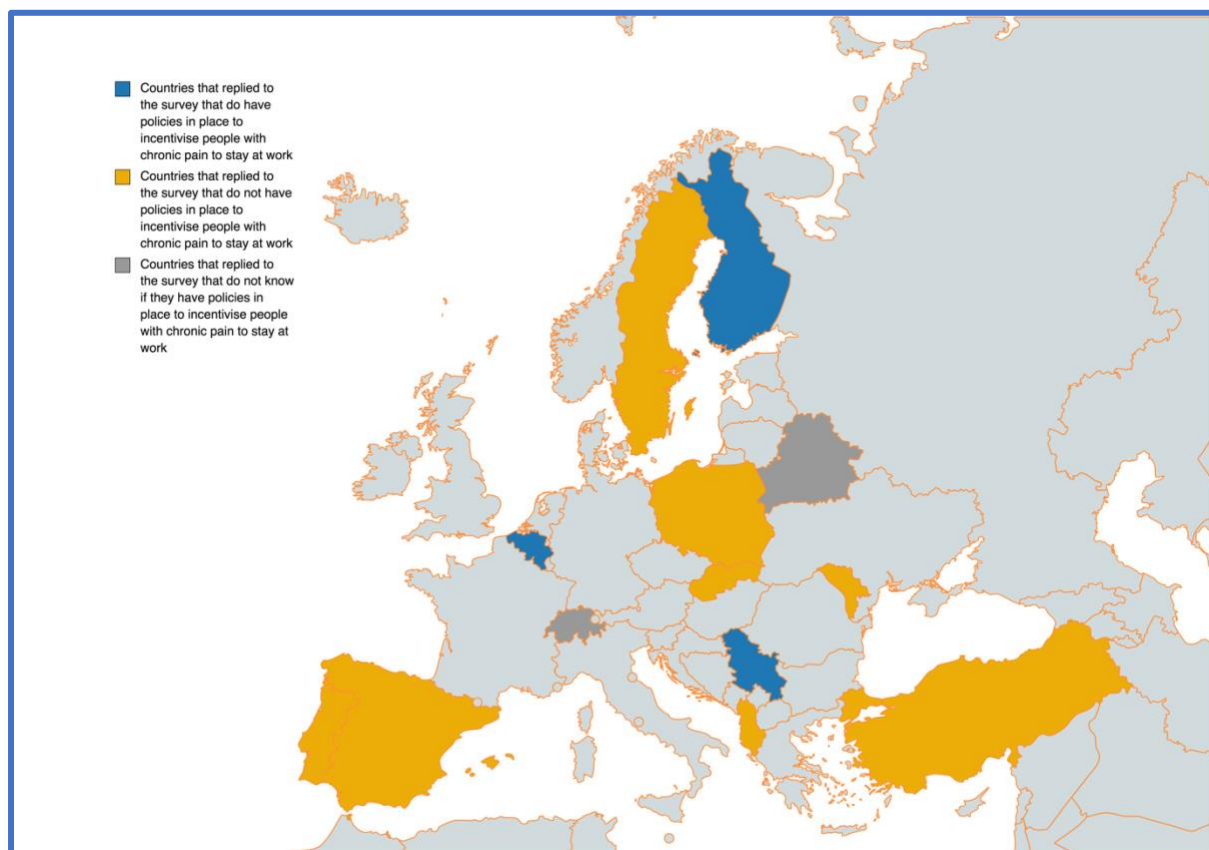 Countries that replied to
the survey that do have
policies in place to
incentivise people with
chronic pain to stay at work
Countries that replied to
the survey that do not have
policies in place to
incentivise people with
chronic pain to stay at work
Countries that replied to
the survey that do not know
if they have policies in
place to incentivise people
with chronic pain to stay at
work